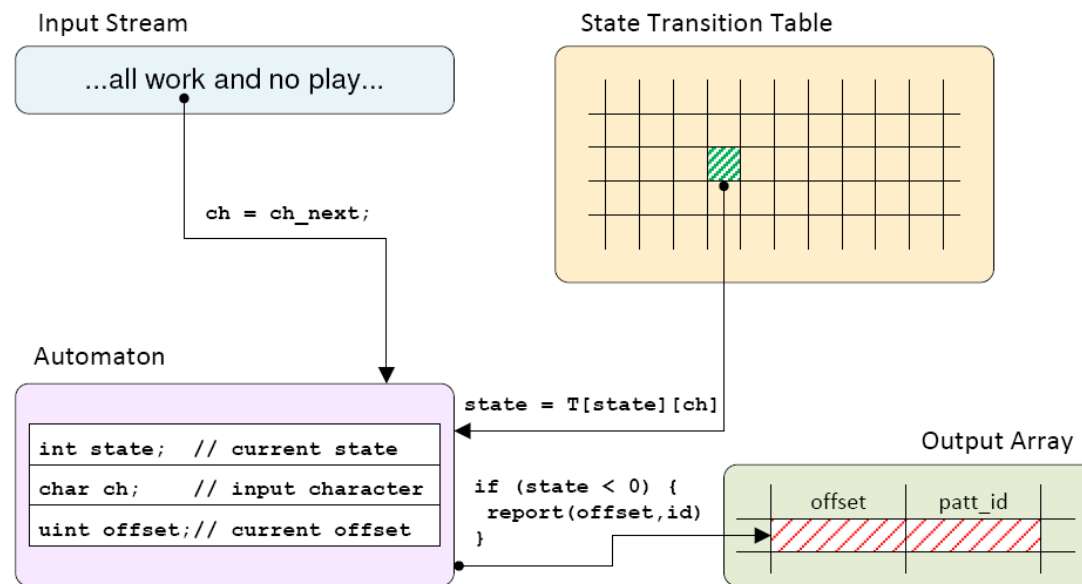 Input Stream
State Transition Table
...all work and no play...
ch = ch_next;
Automaton
state = T[state][ch]
int state;  // current state
char ch;    // input character
uint offset;// current offset
if (state < 0) {
 report(offset,id)
}
Output Array
offset
patt_id